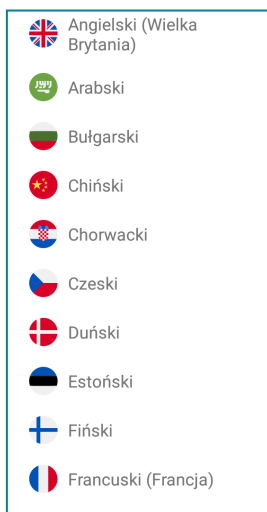 Angielski (Wielka
Brytania)
Arabski
Bułgarski
Chiński
Chorwacki
Czeski
Duński
Estoński
Fiński
Francuski (Francja)